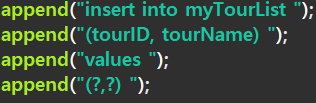 append("insert into myTourList ");
append("(tourID, tourName) ");
append("values ");
append("(?,?) ");